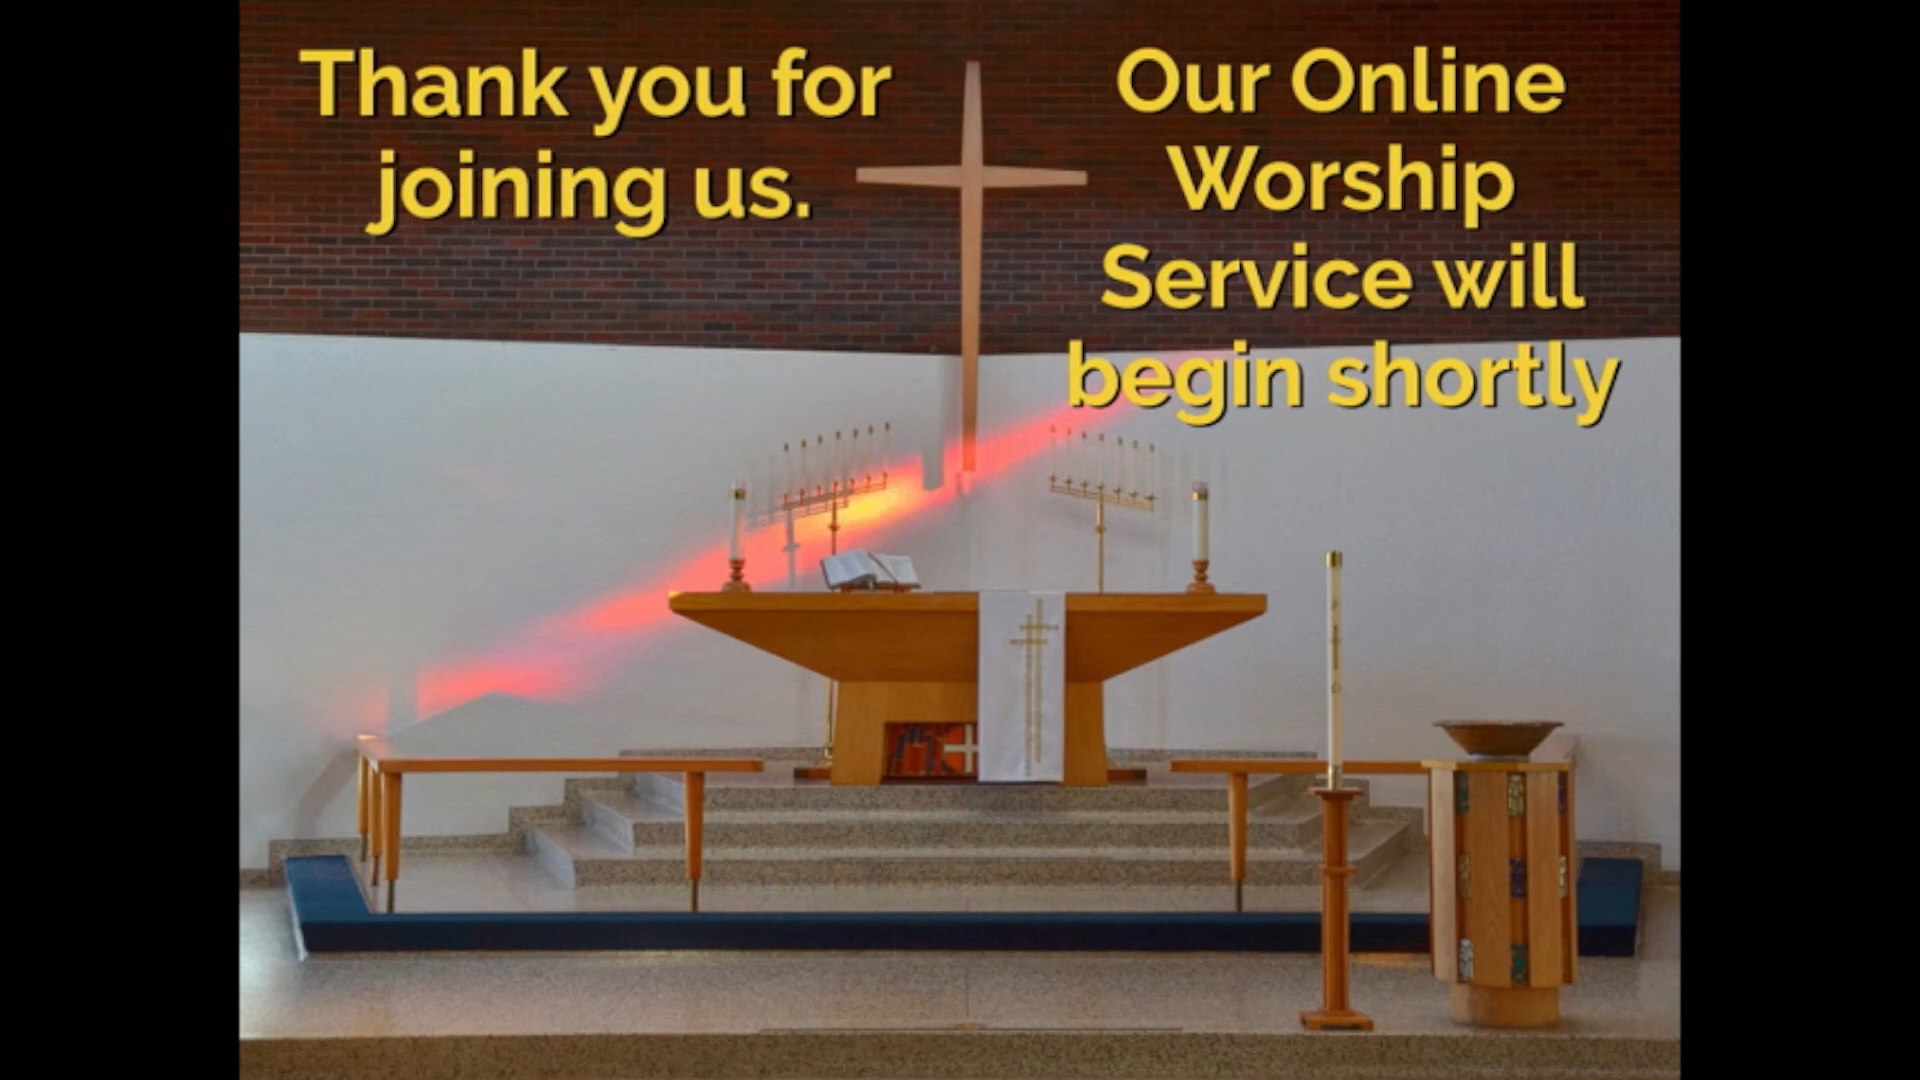 Thank you for
joining us.
Our Online
Worship
Service will
begin shortly